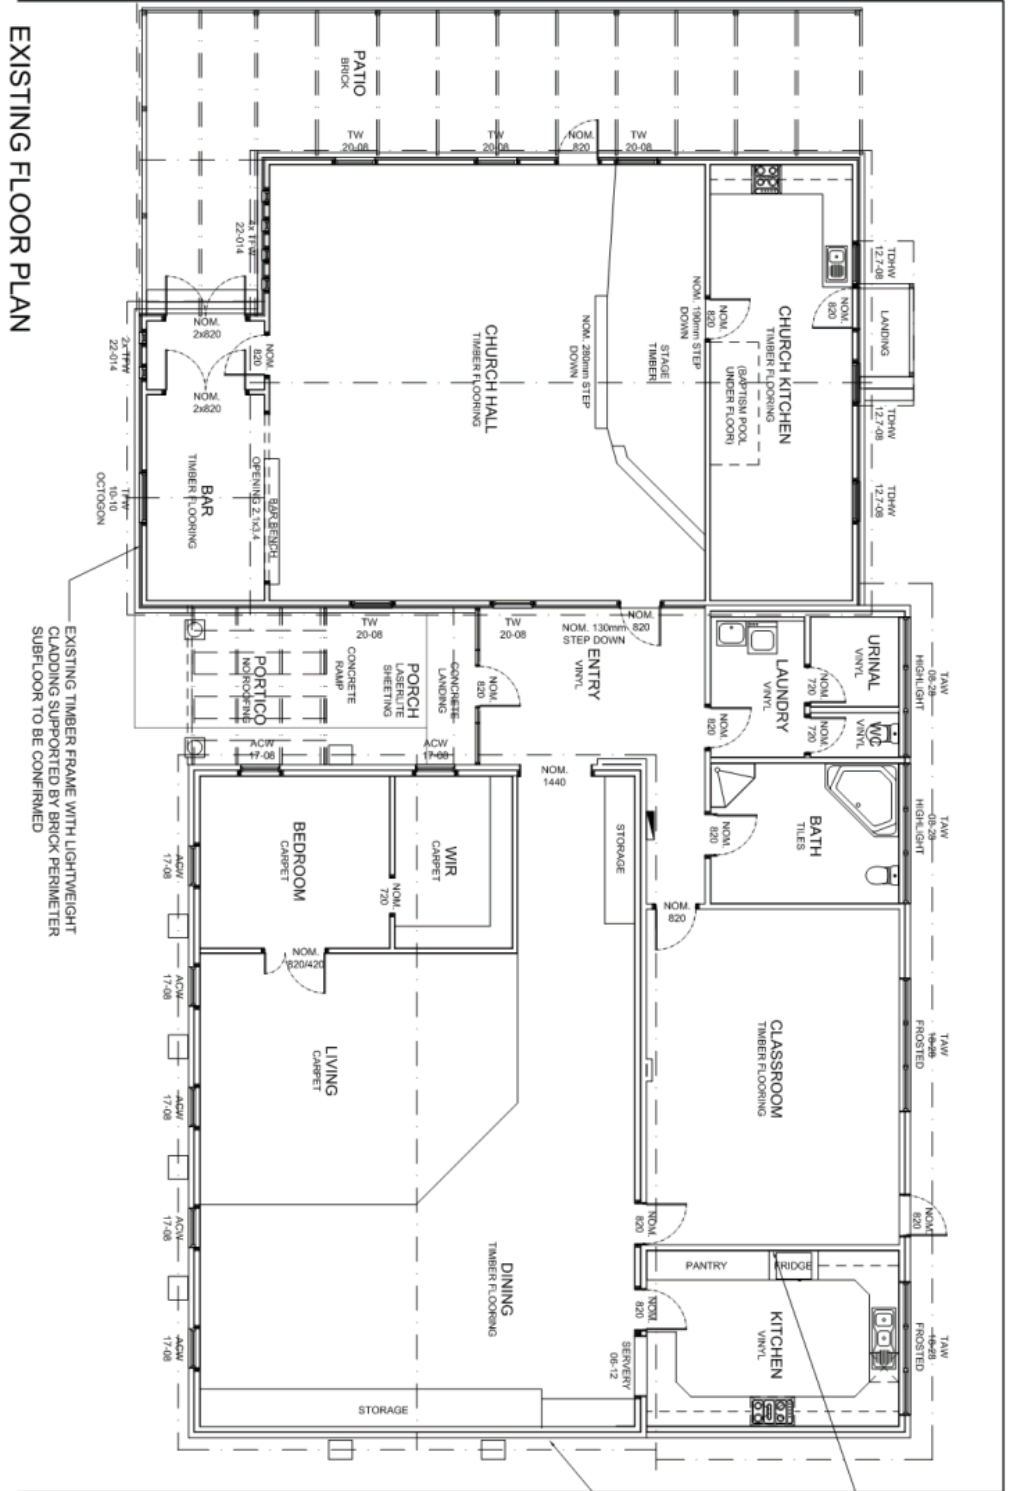 EXISTING FLOOR PLAN
PATIO
BRICK
TW
20-08
TW
20-08
NOM.
820
TW
20-08
4x TFW
22-014
NOM.
2x820
NOM.
820
2x TFW
22-014
NOM.
2x820
CHURCH HALL
TIMBER FLOORING
NOM. 280mm STEP
DOWN
STAGE
TIMBER
NOM. 190mm STEP
DOWN
NOM.
820
CHURCH KITCHEN
TIMBER FLOORING
(BAPTISM POOL
UNDER FLOOR)
NOM.
820
TDHW
12.7-08
LANDING
TDHW
12.7-08
TDHW
12.7-08
BAR
TIMBER FLOORING
BAR BENCH
OPENING 2.1x3.4
TFW
10-10
OCTOGON
EXISTING TIMBER FRAME WITH LIGHTWEIGHT
CLADDING SUPPORTED BY BRICK PERIMETER
SUBFLOOR TO BE CONFIRMED
TW
20-08
TW
20-08
NOM. 130mm
STEP DOWN
NOM.
820
PORTICO
NO ROOFING
CONCRETE
RAMP
PORCH
LASERLITE
SHEETING
CONCRETE
LANDING
NOM.
820
ENTRY
VINYL
LAUNDRY
VINYL
NOM.
820
URINAL
VINYL
NOM.
720
WC
VINYL
NOM.
720
TAW
08-28
HIGHLIGHT
ACW
17-08
ACW
17-08
NOM.
1440
BATH
TILES
NOM.
820
TAW
08-28
HIGHLIGHT
BEDROOM
CARPET
WIR
CARPET
NOM.
720
STORAGE
NOM.
820
ACW
17-08
NOM.
820/420
ACW
17-08
LIVING
CARPET
CLASSROOM
TIMBER FLOORING
TAW
18-28
FROSTED
ACW
17-08
ACW
17-08
NOM.
820
NOM.
820
DINING
TIMBER FLOORING
PANTRY
FRIDGE
NOM.
820
KITCHEN
VINYL
SERVERY
06-12
TAW
18-28
FROSTED
ACW
17-08
STORAGE